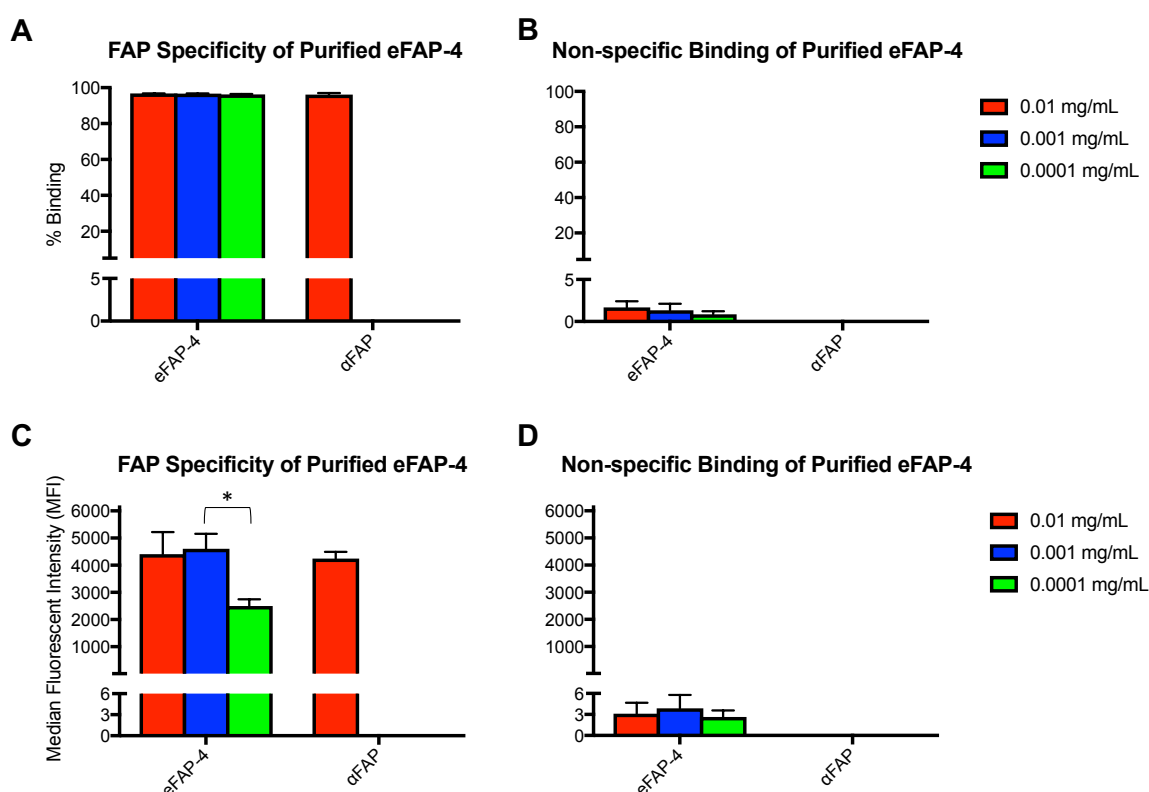 A
FAP Specificity of Purified eFAP-4
% Binding
100
80
60
40
20
5
0
eFAP-4
αFAP
B
Non-specific Binding of Purified eFAP-4
100
80
60
40
20
5
0
eFAP-4
αFAP
0.01 mg/mL
0.001 mg/mL
0.0001 mg/mL
C
FAP Specificity of Purified eFAP-4
Median Fluorescent Intensity (MFI)
6000
5000
4000
3000
2000
1000
6
3
0
*
eFAP-4
αFAP
D
Non-specific Binding of Purified eFAP-4
6000
5000
4000
3000
2000
1000
6
3
0
eFAP-4
αFAP
0.01 mg/mL
0.001 mg/mL
0.0001 mg/mL